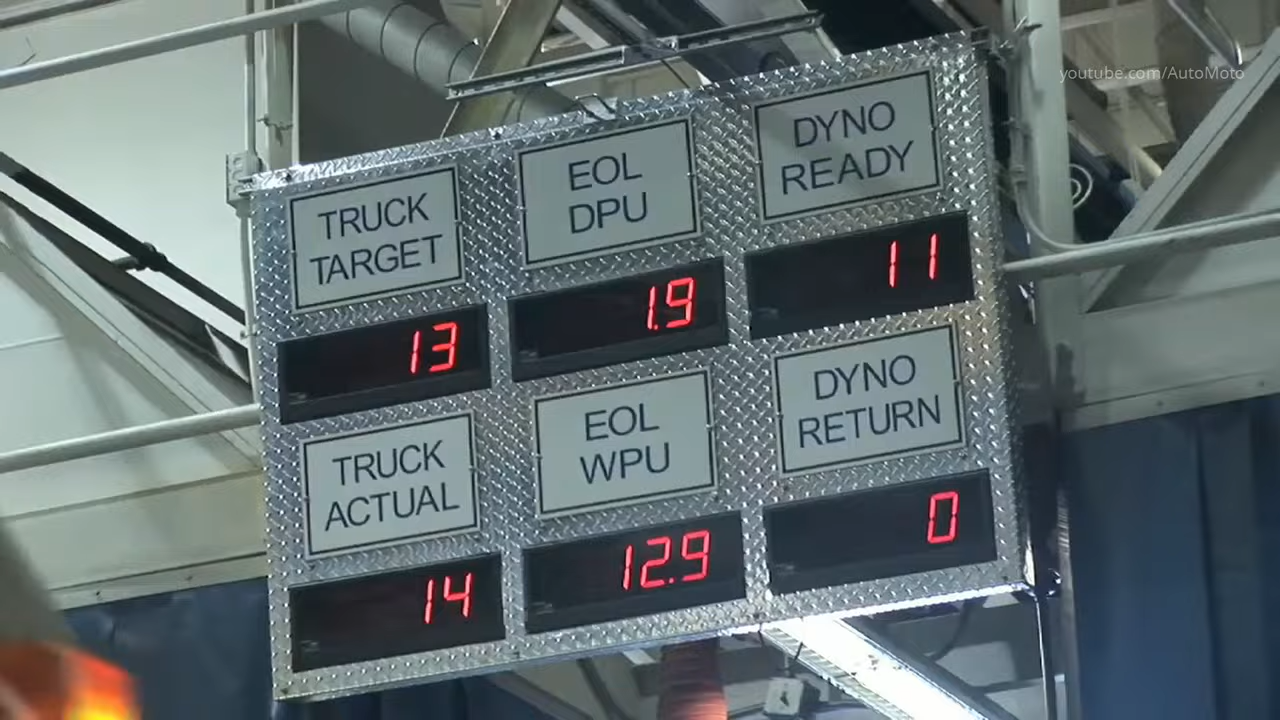 youtube.com/AutoMoto
TRUCK
TARGET
13
EOL
DPU
1.9
DYNO
READY
11
TRUCK
ACTUAL
14
EOL
WPU
12.9
DYNO
RETURN
0